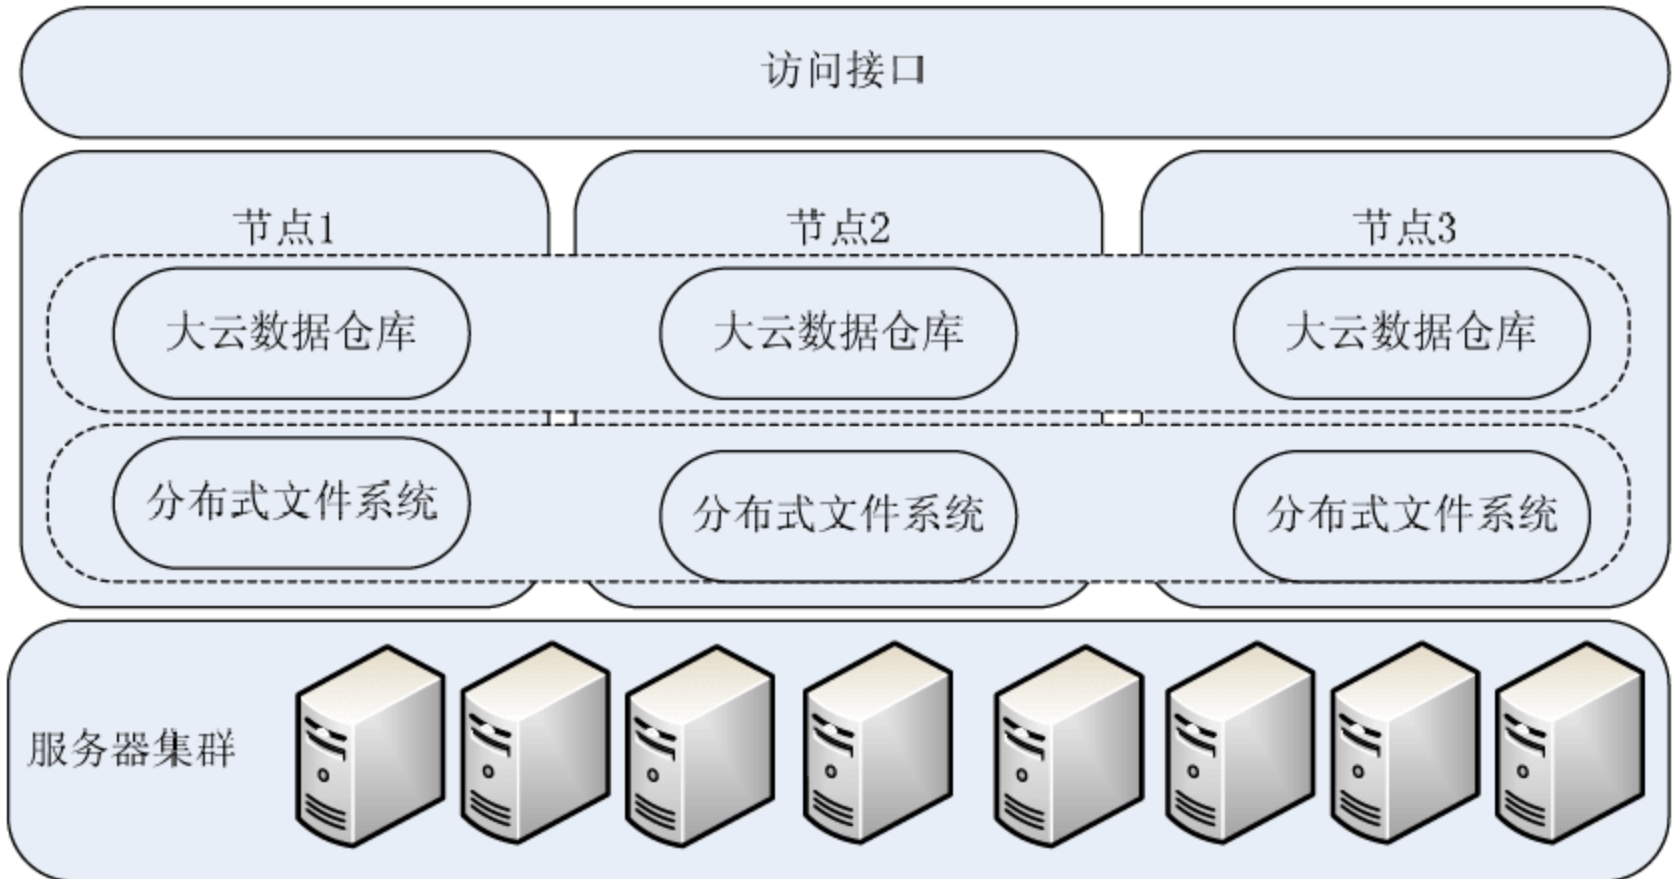 访问接口
节点1
节点2
节点3
大云数据仓库
大云数据仓库
大云数据仓库
分布式文件系统
分布式文件系统
分布式文件系统
服务器集群